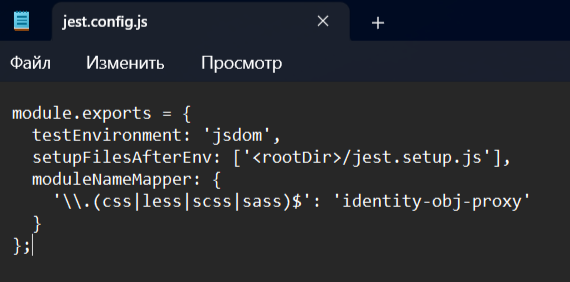 jest.config.js
Файл Изменить Просмотр
module.exports = {
  testEnvironment: 'jsdom',
  setupFilesAfterEnv: ['<rootDir>/jest.setup.js'],
  moduleNameMapper: {
    '\\.(css|less|scss|sass)$': 'identity-obj-proxy'
  }
};